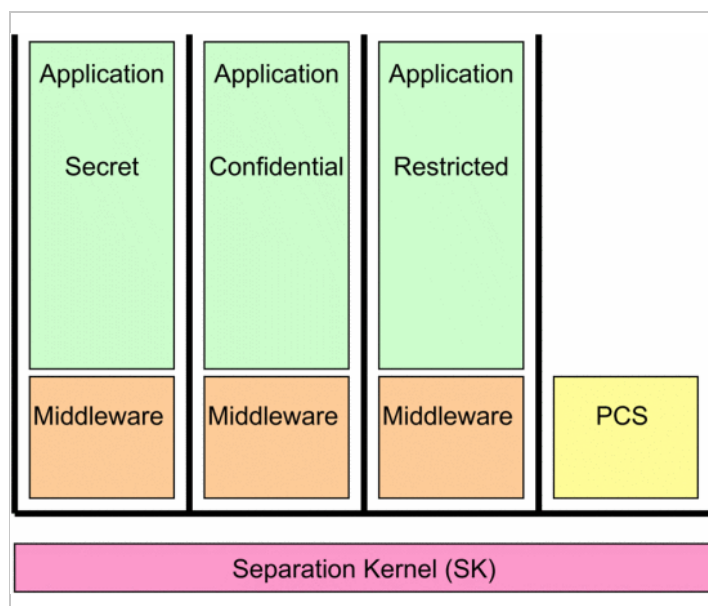 Application
Secret
Application
Confidential
Application
Restricted
Middleware
Middleware
Middleware
PCS
Separation Kernel (SK)